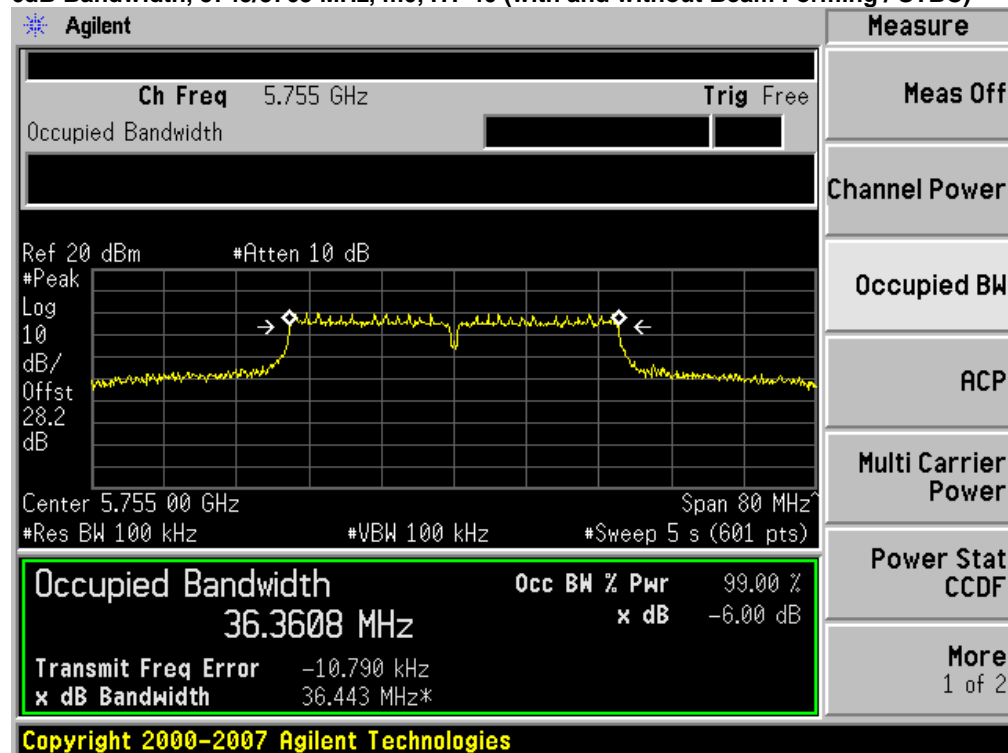 Agilent
Measure
Ch Freq 5.755 GHz Trig Free
Occupied Bandwidth
Meas Off
Channel Power
Occupied BW
ACP
Multi Carrier
Power
Power Stat
CCDF
More
1 of 2
Ref 20 dBm #Atten 10 dB
#Peak
Log
10
dB/
Offst
28.2
dB
Center 5.755 00 GHz Span 80 MHz^
#Res BW 100 kHz #VBW 100 kHz #Sweep 5 s (601 pts)
Occupied Bandwidth Occ BW % Pwr 99.00 %
36.3608 MHz x dB -6.00 dB
Transmit Freq Error -10.790 kHz
x dB Bandwidth 36.443 MHz*
Copyright 2000-2007 Agilent Technologies